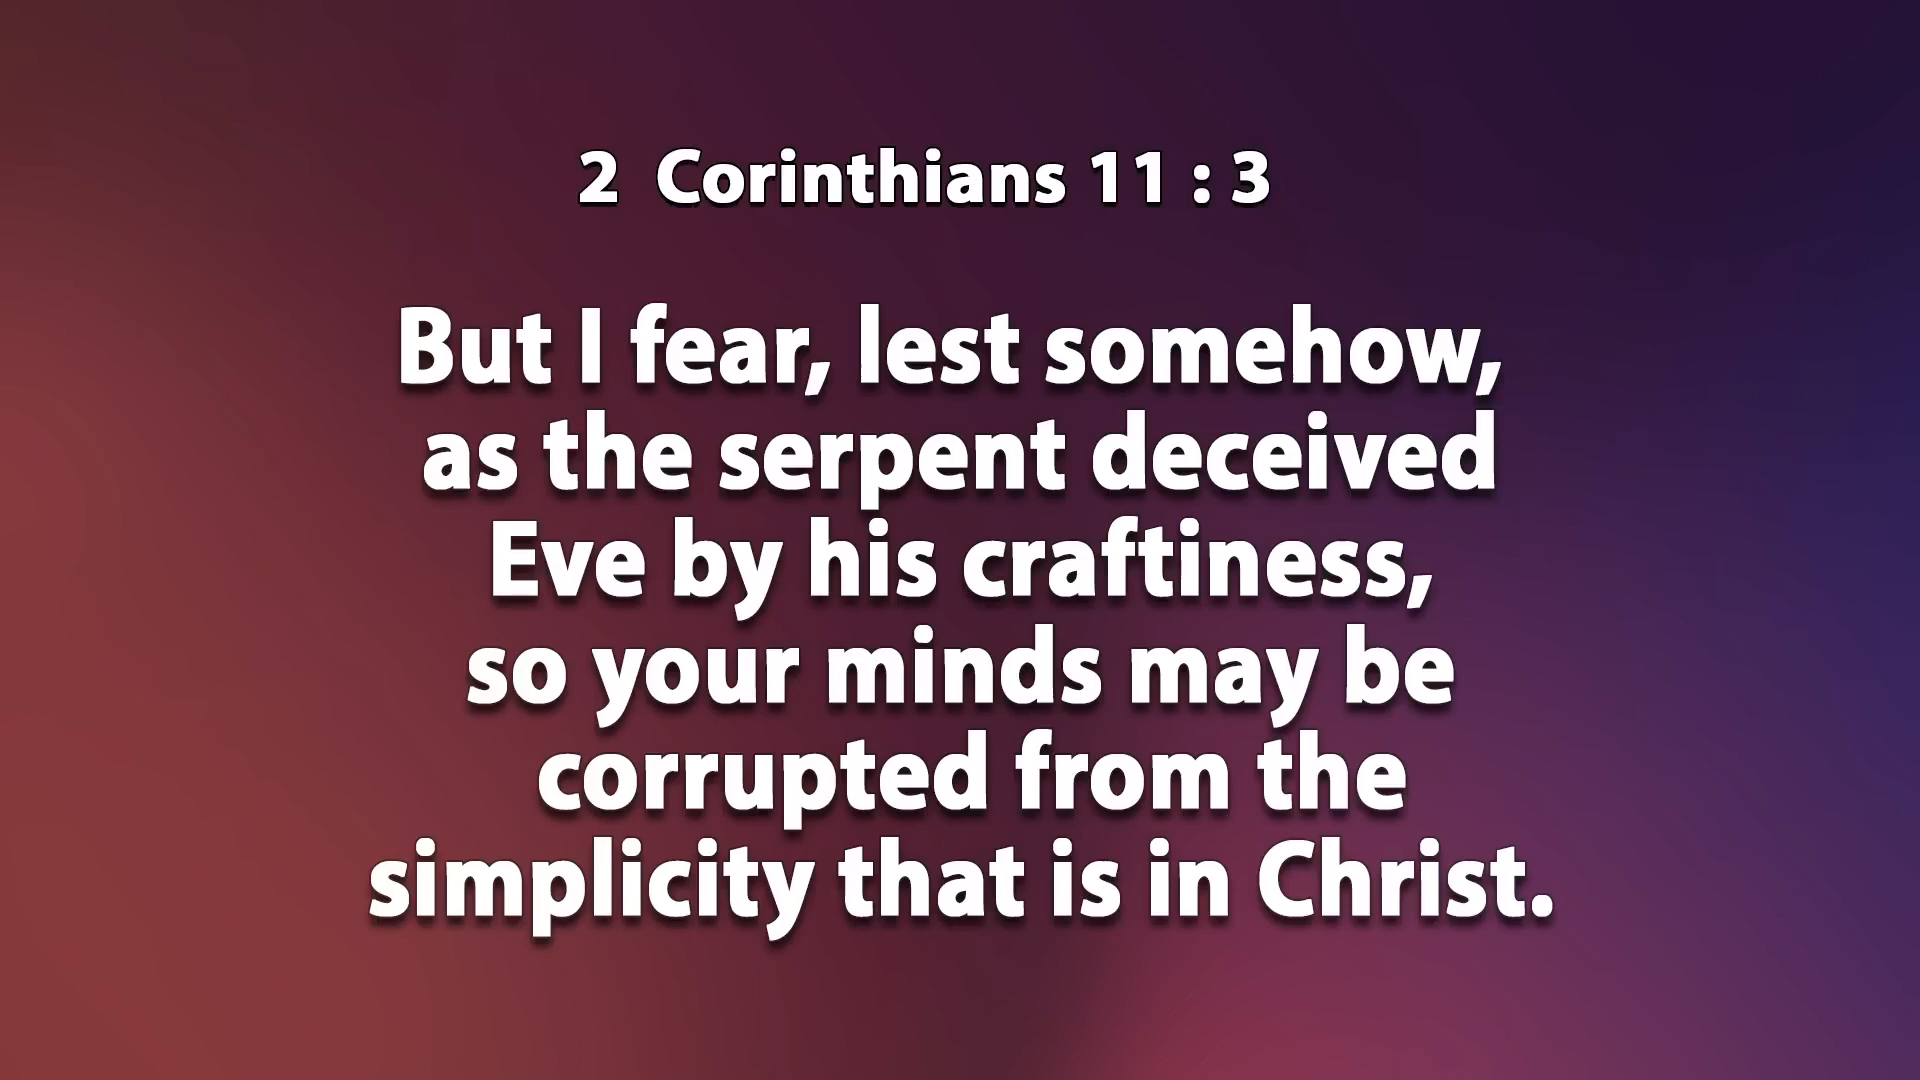 2 Corinthians 11 : 3
But I fear, lest somehow,
as the serpent deceived
Eve by his craftiness,
so your minds may be
corrupted from the
simplicity that is in Christ.